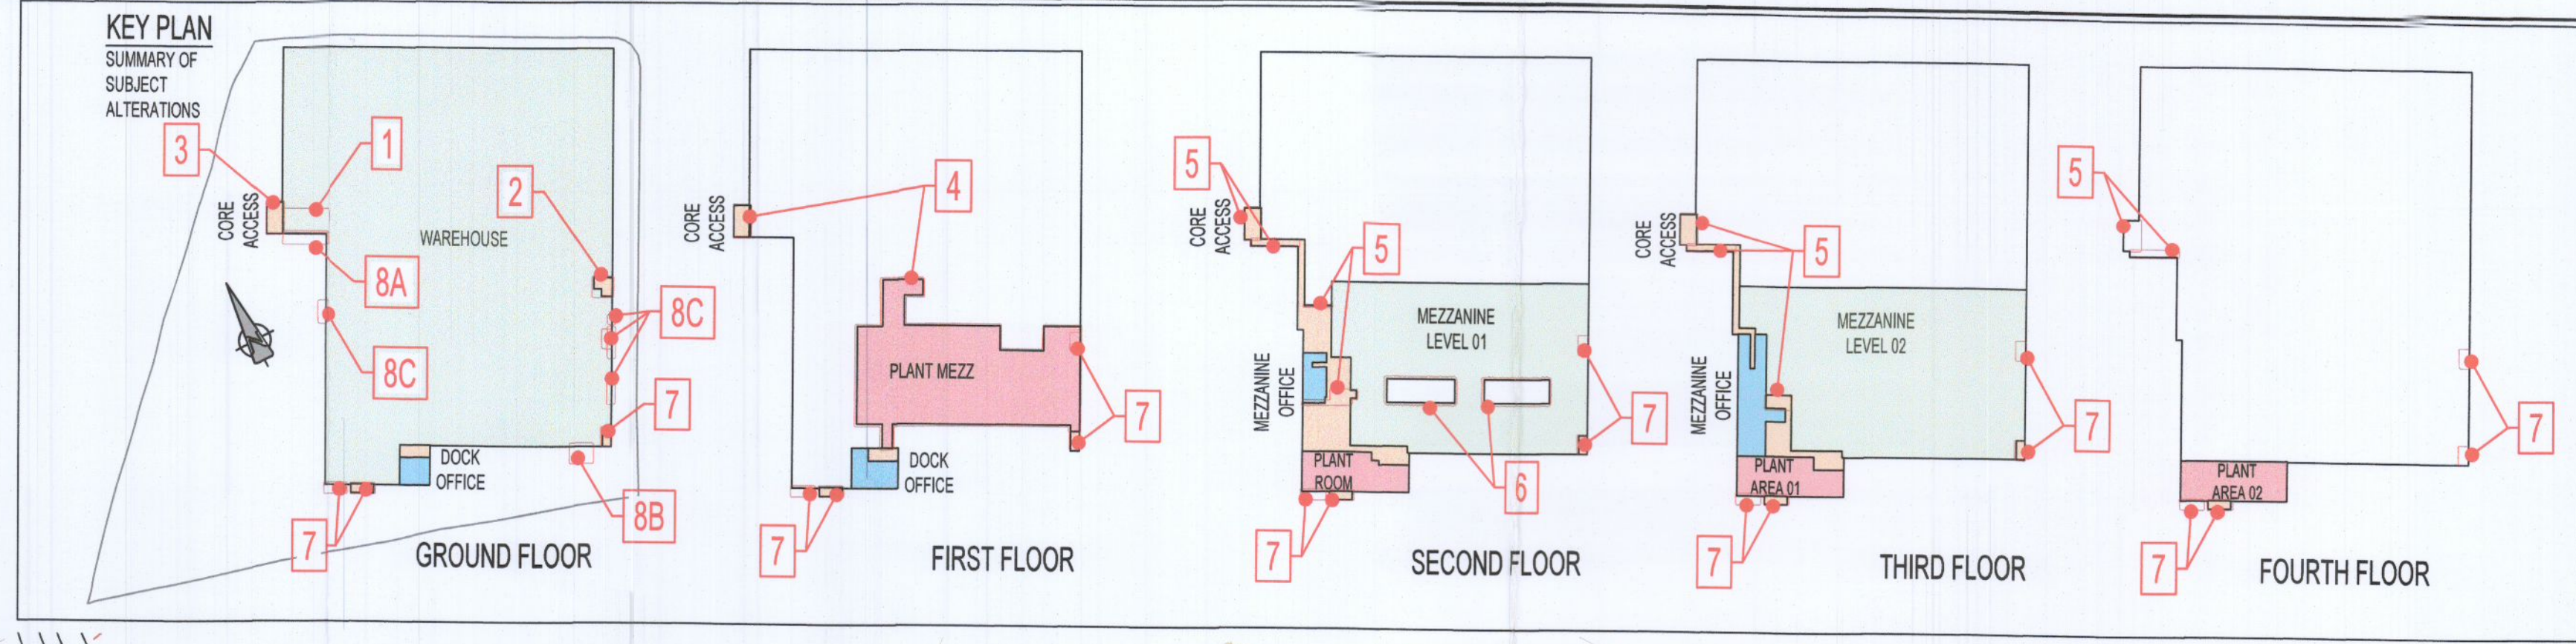 KEY PLAN
SUMMARY OF
SUBJECT
ALTERATIONS
3
1
2
CORE
ACCESS
WAREHOUSE
8A
8C
8C
7
DOCK
OFFICE
7
8B
GROUND FLOOR
4
CORE
ACCESS
PLANT MEZZ
7
DOCK
OFFICE
7
FIRST FLOOR
5
CORE
ACCESS
5
MEZZANINE
LEVEL 01
MEZZANINE
OFFICE
7
PLANT
ROOM
6
7
SECOND FLOOR
CORE
ACCESS
5
MEZZANINE
LEVEL 02
MEZZANINE
OFFICE
7
PLANT
AREA 01
7
THIRD FLOOR
5
7
PLANT
AREA 02
7
FOURTH FLOOR